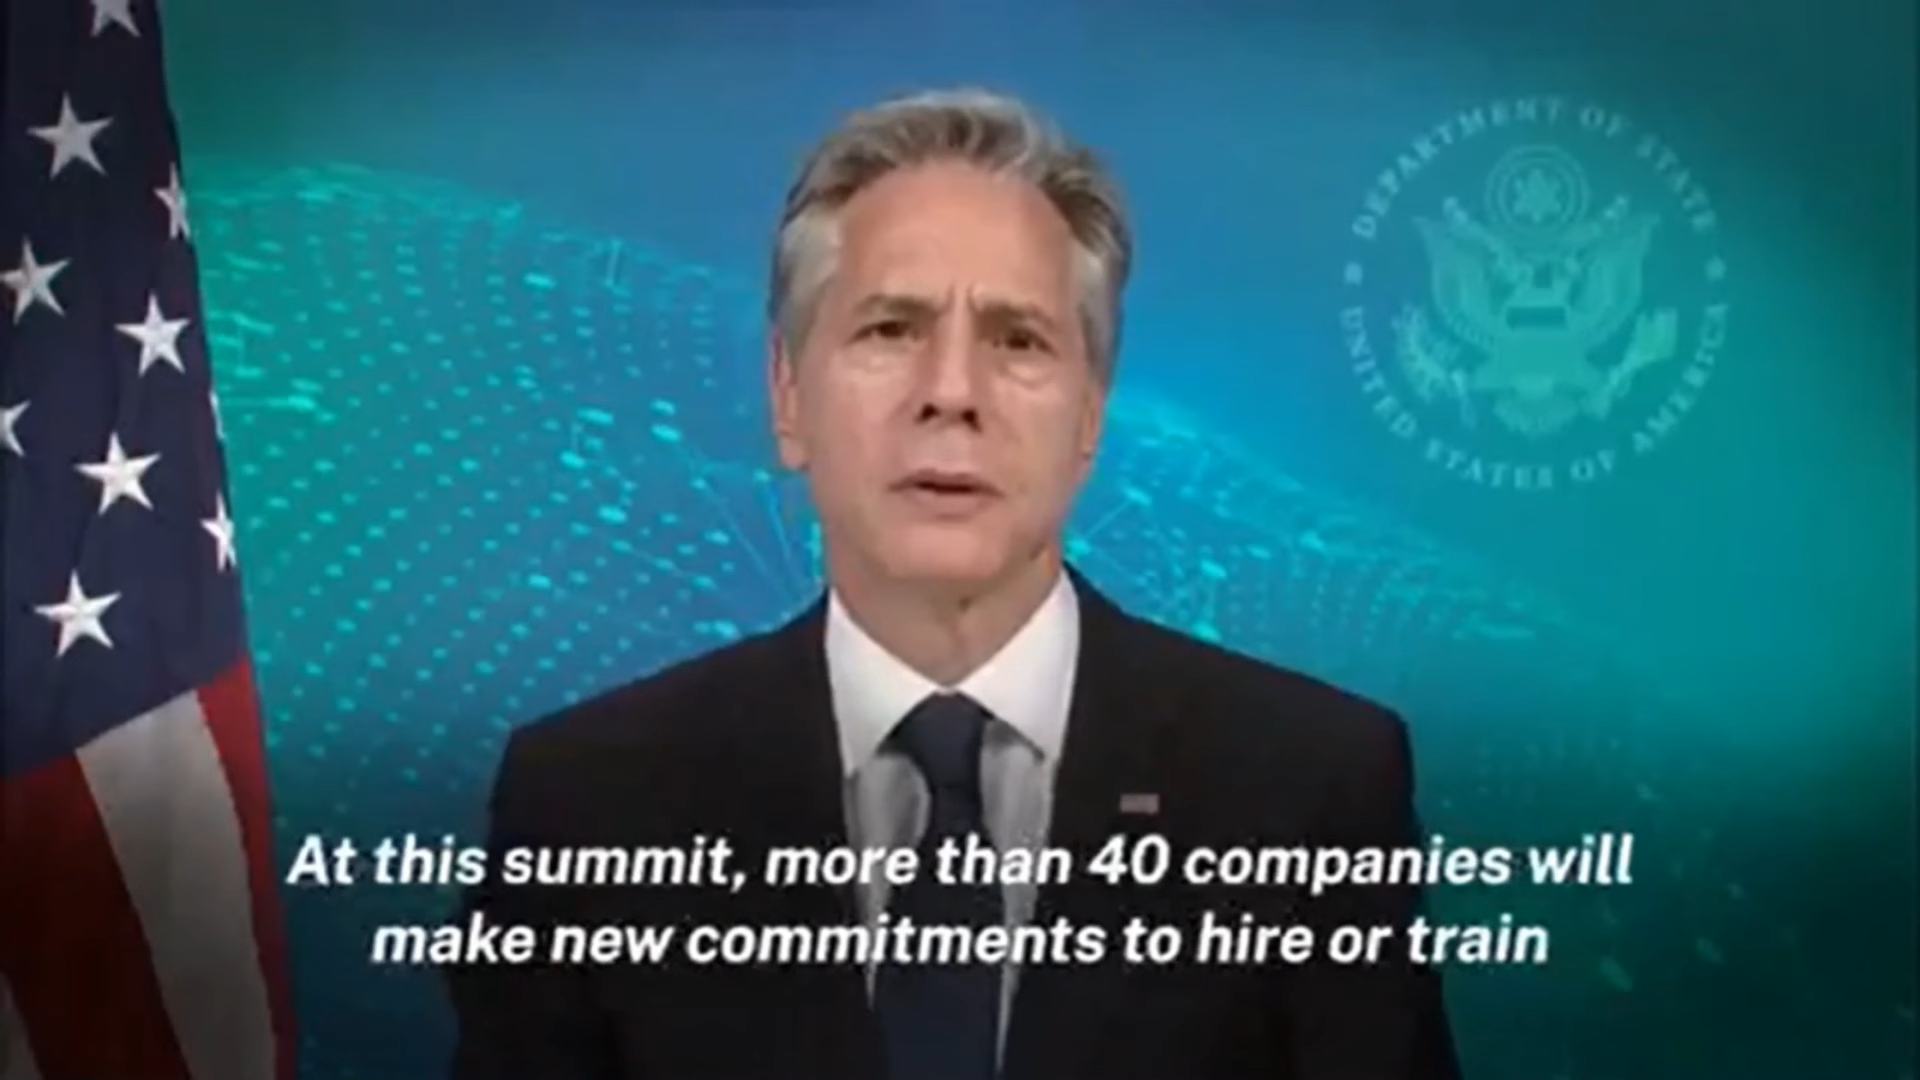 DEPARTMENT OF STATE
UNITED STATES OF AMERICA
At this summit, more than 40 companies will
make new commitments to hire or train